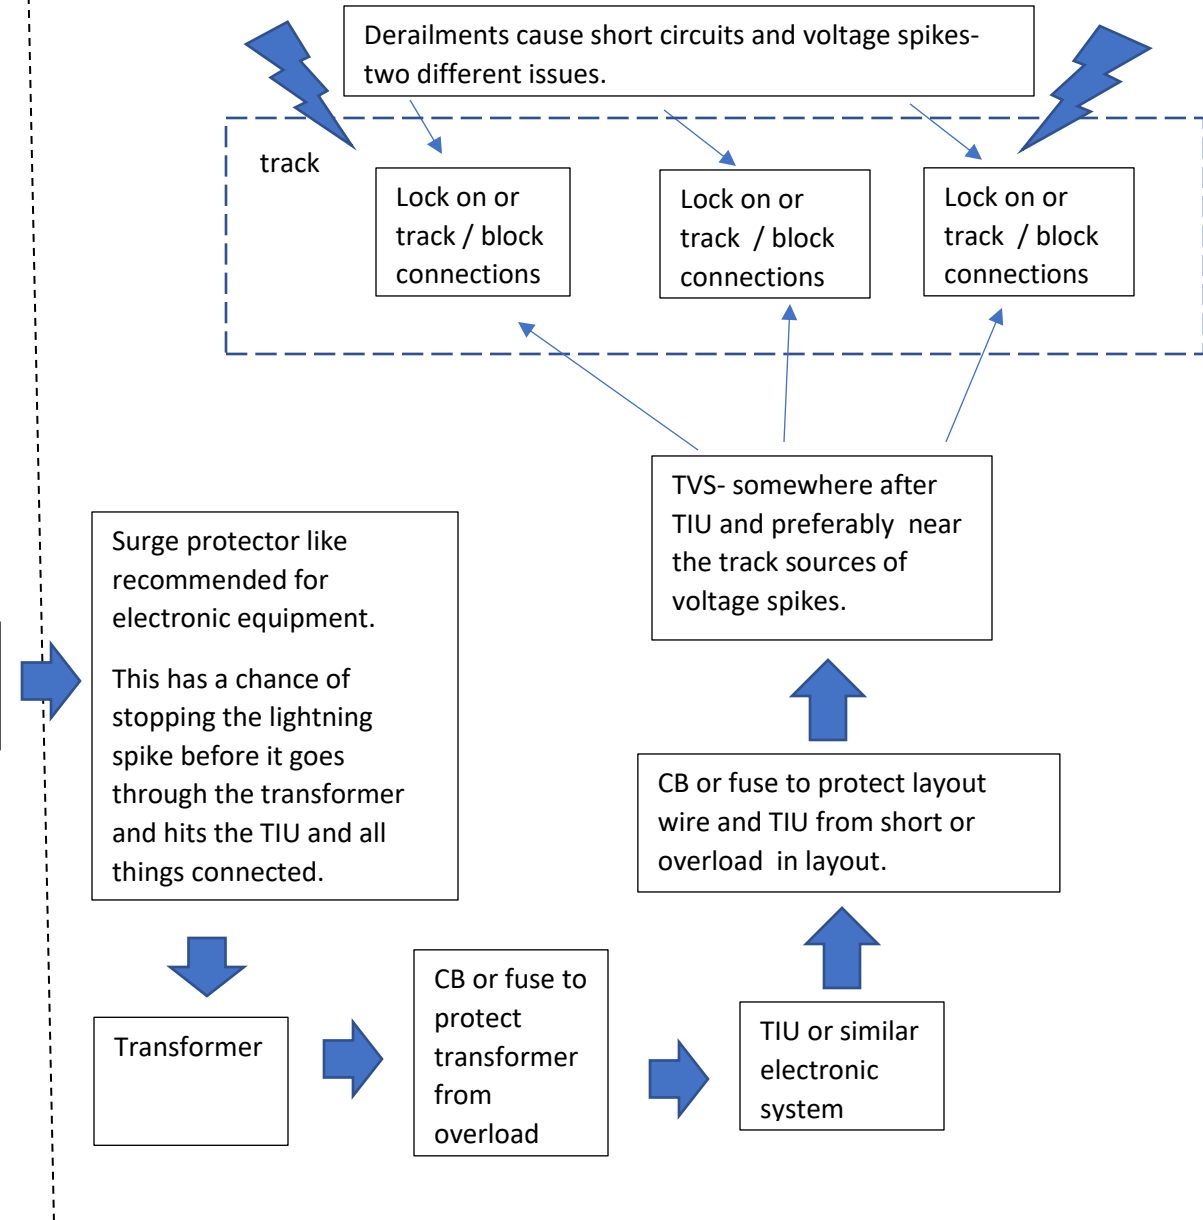 Derailments cause short circuits and voltage spikes-
two different issues.
track
Lock on or
track / block
connections
Lock on or
track  / block
connections
Lock on or
track  / block
connections
TVS- somewhere after
TIU and preferably  near
the track sources of
voltage spikes.
Surge protector like
recommended for
electronic equipment.
This has a chance of
stopping the lightning
spike before it goes
through the transformer
and hits the TIU and all
things connected.
CB or fuse to protect layout
wire and TIU from short or
overload  in layout.
Transformer
CB or fuse to
protect
transformer
from
overload
TIU or similar
electronic
system